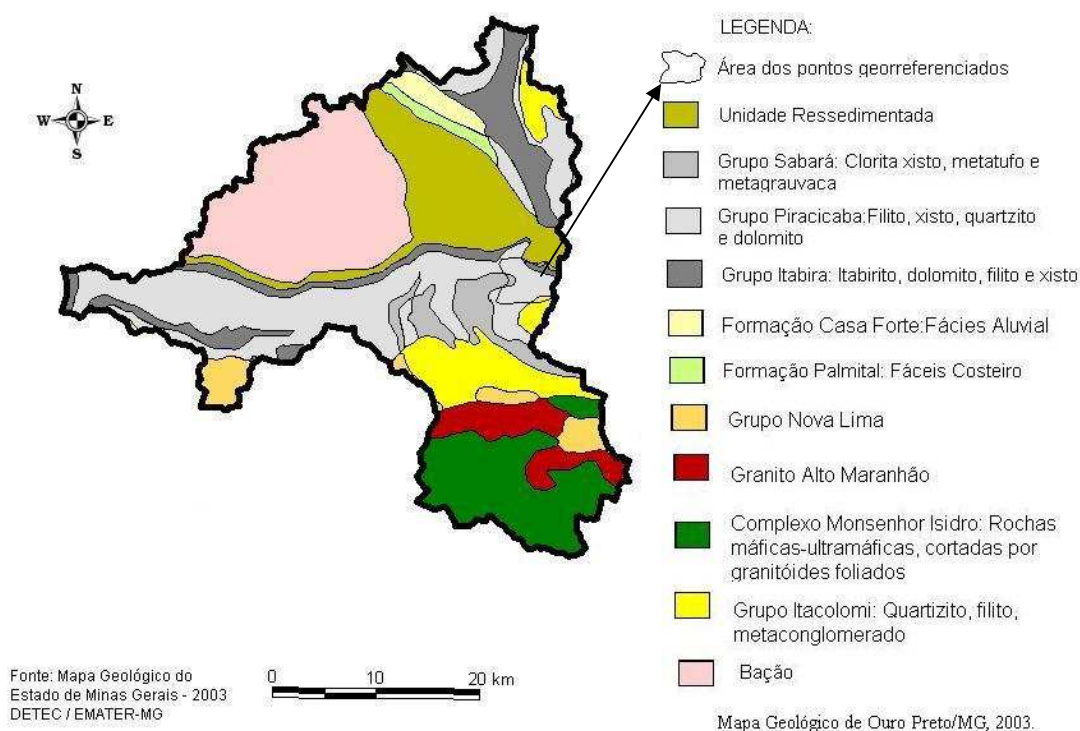 LEGENDA:
Área dos pontos georreferenciados
N
W E
S
Unidade Ressedimentada
Grupo Sabará: Clorita xisto, metatufo e
metagrauvaca
Grupo Piracicaba:Filito, xisto, quartzito
e dolomito
Grupo Itabira: Itabirito, dolomito, filito e xisto
Formação Casa Forte:Fácies Aluvial
Formação Palmital: Fáceis Costeiro
Grupo Nova Lima
Granito Alto Maranhão
Complexo Monsenhor Isidro: Rochas
máficas-ultramáficas, cortadas por
granitóides foliados
Grupo Itacolomi: Quartizito, filito,
metaconglomerado
Bação
Fonte: Mapa Geológico do
Estado de Minas Gerais - 2003
DETEC / EMATER-MG
0 10 20 km
Mapa Geológico de Ouro Preto/MG, 2003.